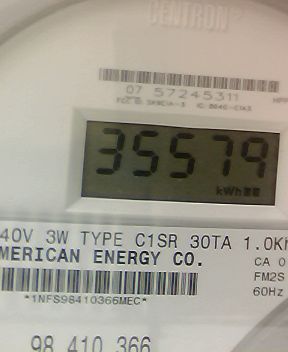 CENTRON
07 57245311
35579
kWh
40V 3W TYPE C1SR 30TA 1.0Kh
MERICAN ENERGY CO.
CA 0
FM2S
60Hz
*1NFS98410366MEC*
98 410 366